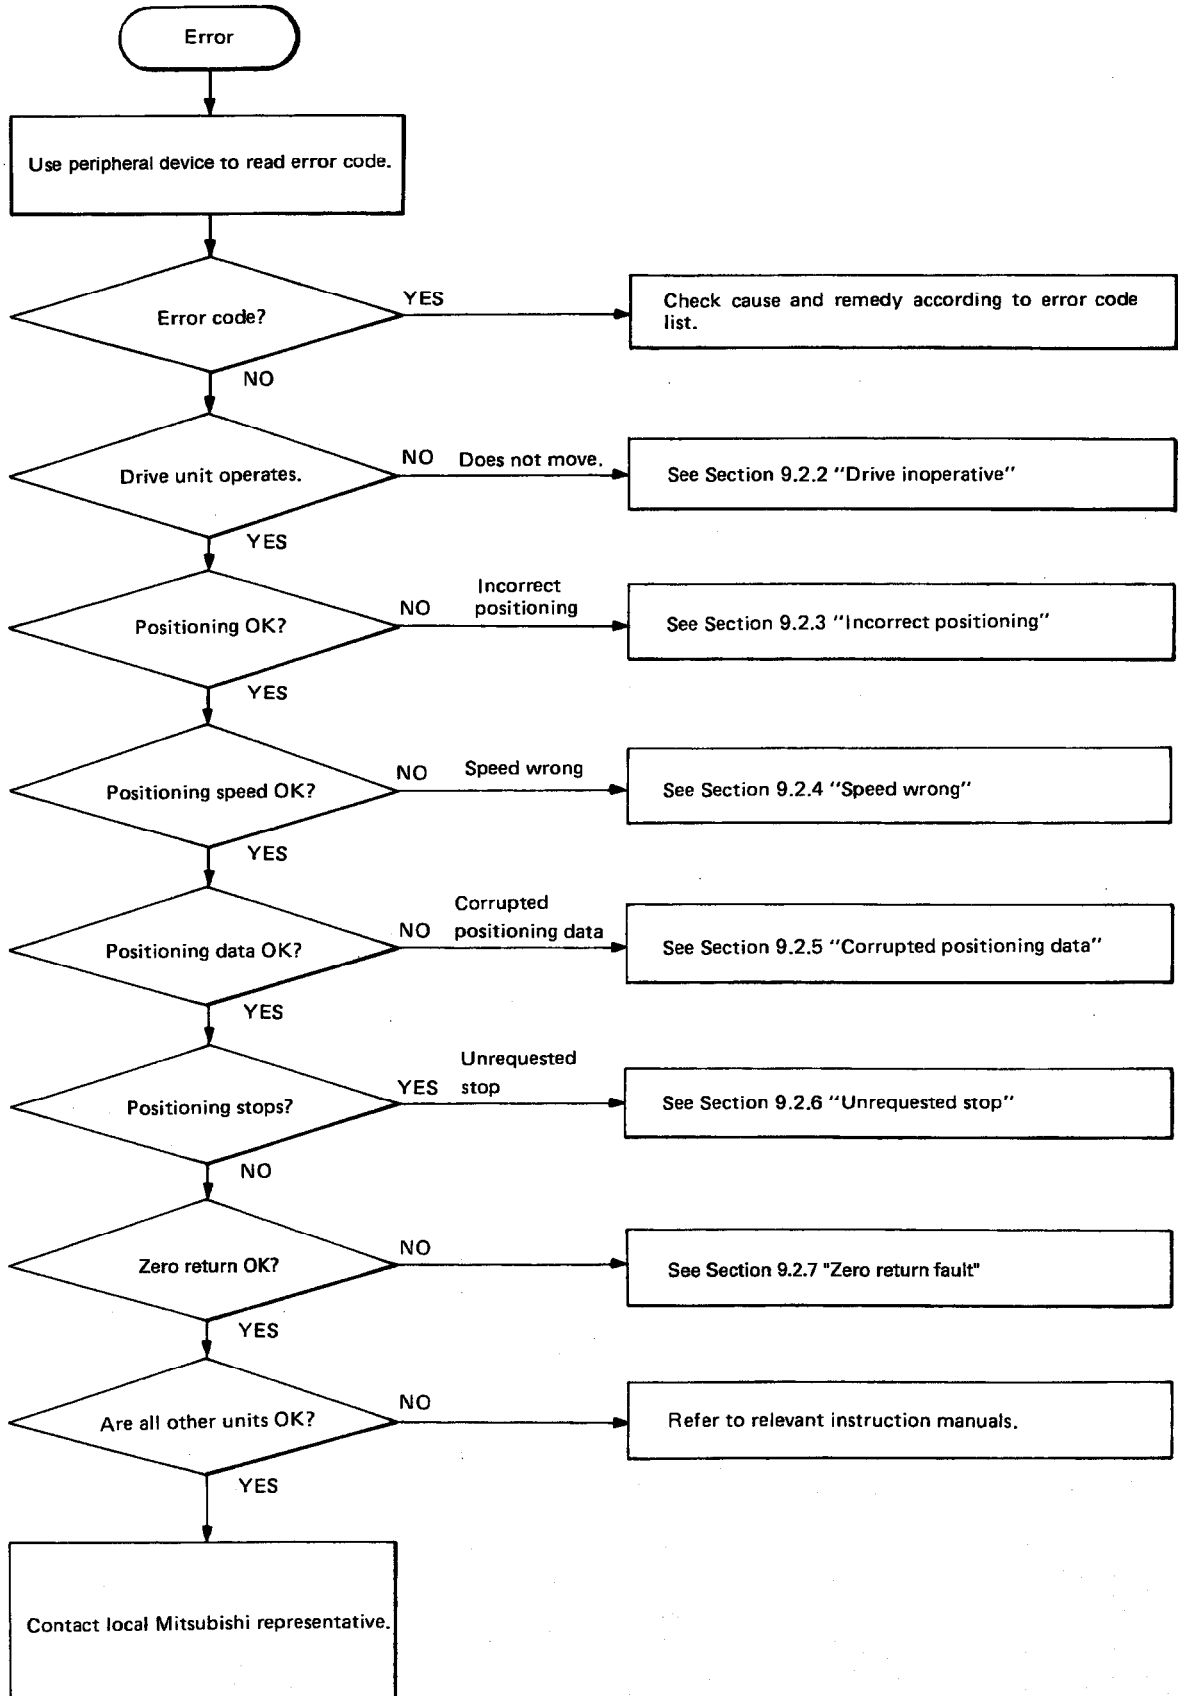 Error
Use peripheral device to read error code.
Error code?
YES
Check cause and remedy according to error code
list.
NO
Drive unit operates.
NO Does not move.
See Section 9.2.2 "Drive inoperative"
YES
Positioning OK?
NO
Incorrect
positioning
See Section 9.2.3 "Incorrect positioning"
YES
Positioning speed OK?
NO Speed wrong
See Section 9.2.4 "Speed wrong"
YES
Positioning data OK?
NO
Corrupted
positioning data
See Section 9.2.5 "Corrupted positioning data"
YES
Positioning stops?
YES
Unrequested
stop
See Section 9.2.6 "Unrequested stop"
NO
Zero return OK?
NO
See Section 9.2.7 "Zero return fault"
YES
Are all other units OK?
NO
Refer to relevant instruction manuals.
YES
Contact local Mitsubishi representative.